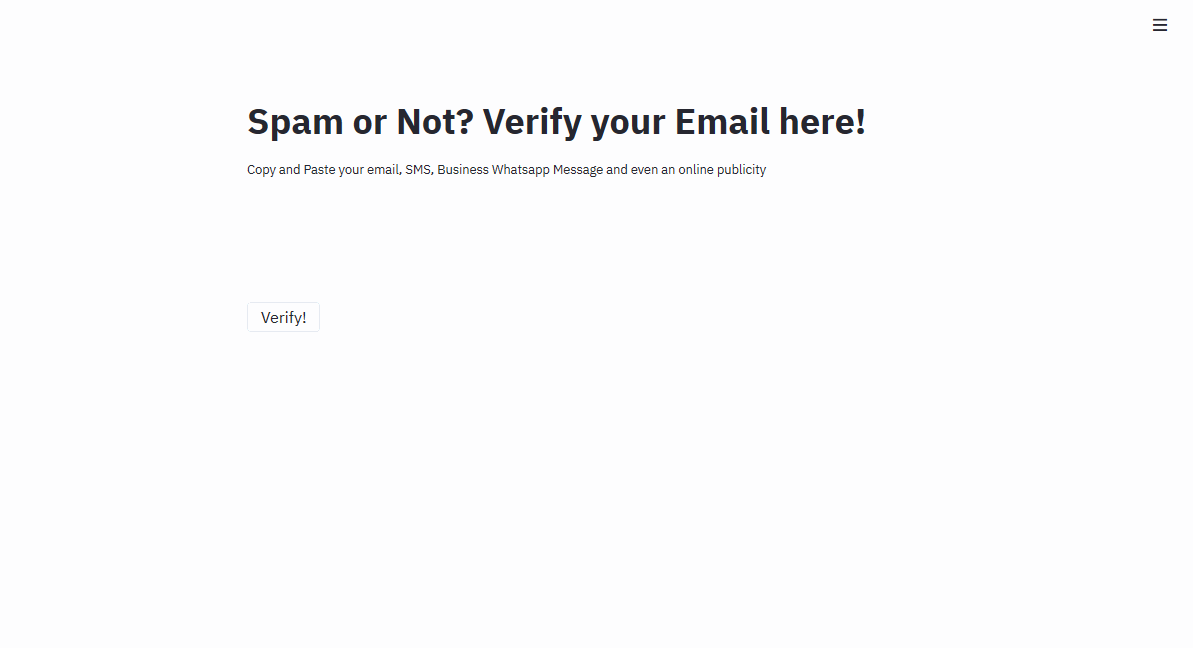 Spam or Not? Verify your Email here!
Copy and Paste your email, SMS, Business Whatsapp Message and even an online publicity
Verify!